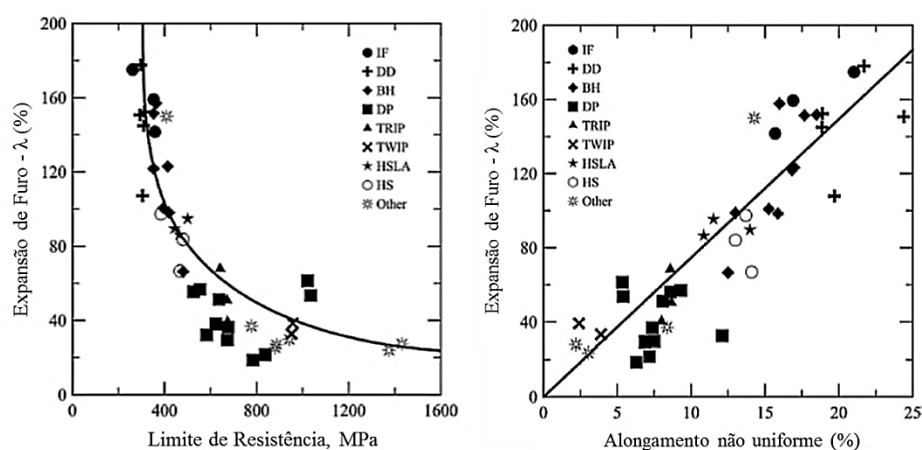 200
160
120
80
40
0
Expansão de Furo - λ (%)
IF
DD
BH
DP
TRIP
TWIP
HSLA
HS
Other
0 400 800 1200 1600
Limite de Resistência, MPa
200
160
120
80
40
0
Expansão de Furo - λ (%)
IF
DD
BH
DP
TRIP
TWIP
HSLA
HS
Other
0 5 10 15 20 25
Alongamento não uniforme (%)